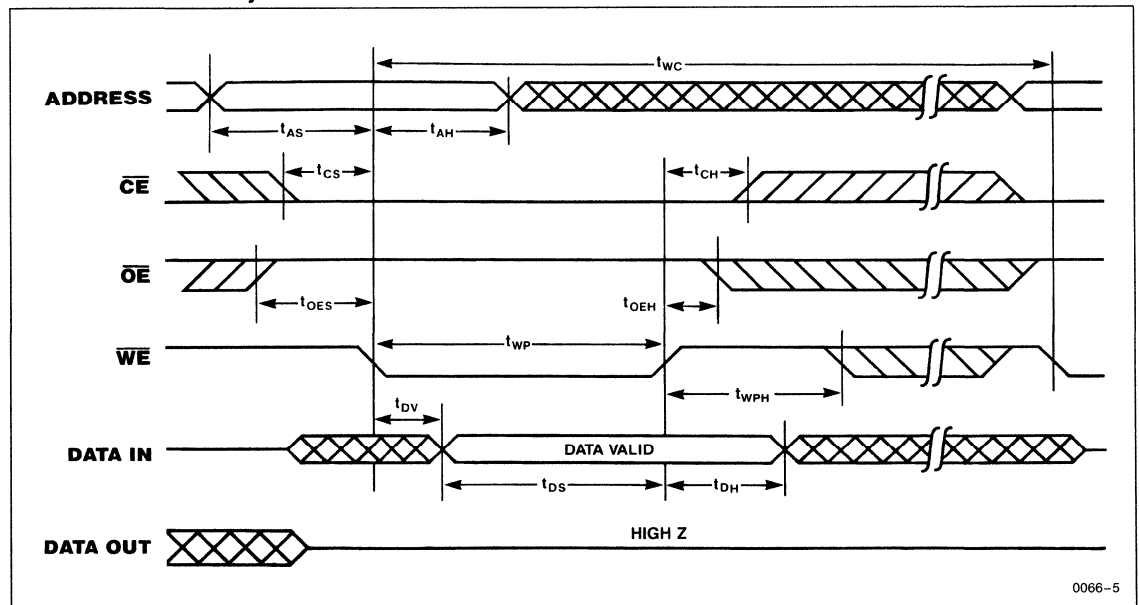 tWC
ADDRESS
tAS
tAH
CE
tCS
tCH
OE
tOES
tOEH
WE
tWP
tWPH
tDV
DATA IN
DATA VALID
tDS
tDH
DATA OUT
HIGH Z
0066-5